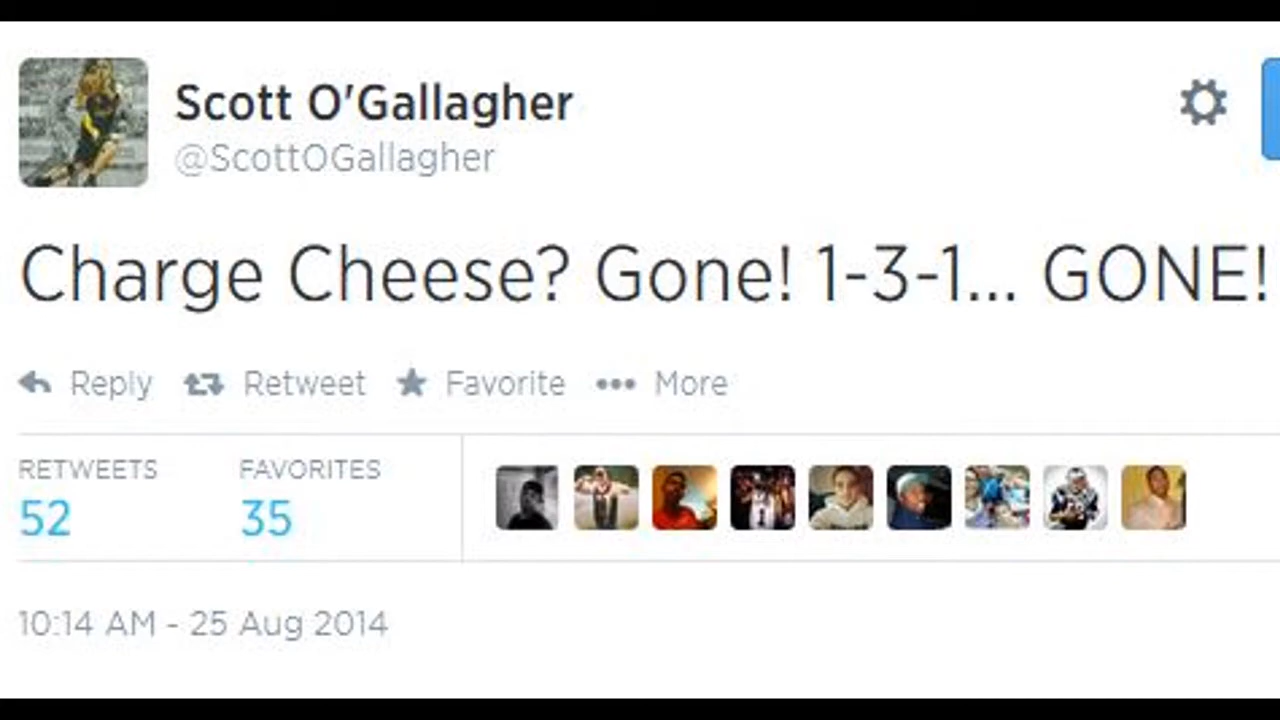 Scott O'Gallagher
@ScottOGallagher
Charge Cheese? Gone! 1-3-1... GONE!
Reply Retweet Favorite More
RETWEETS FAVORITES
52 35
10:14 AM - 25 Aug 2014